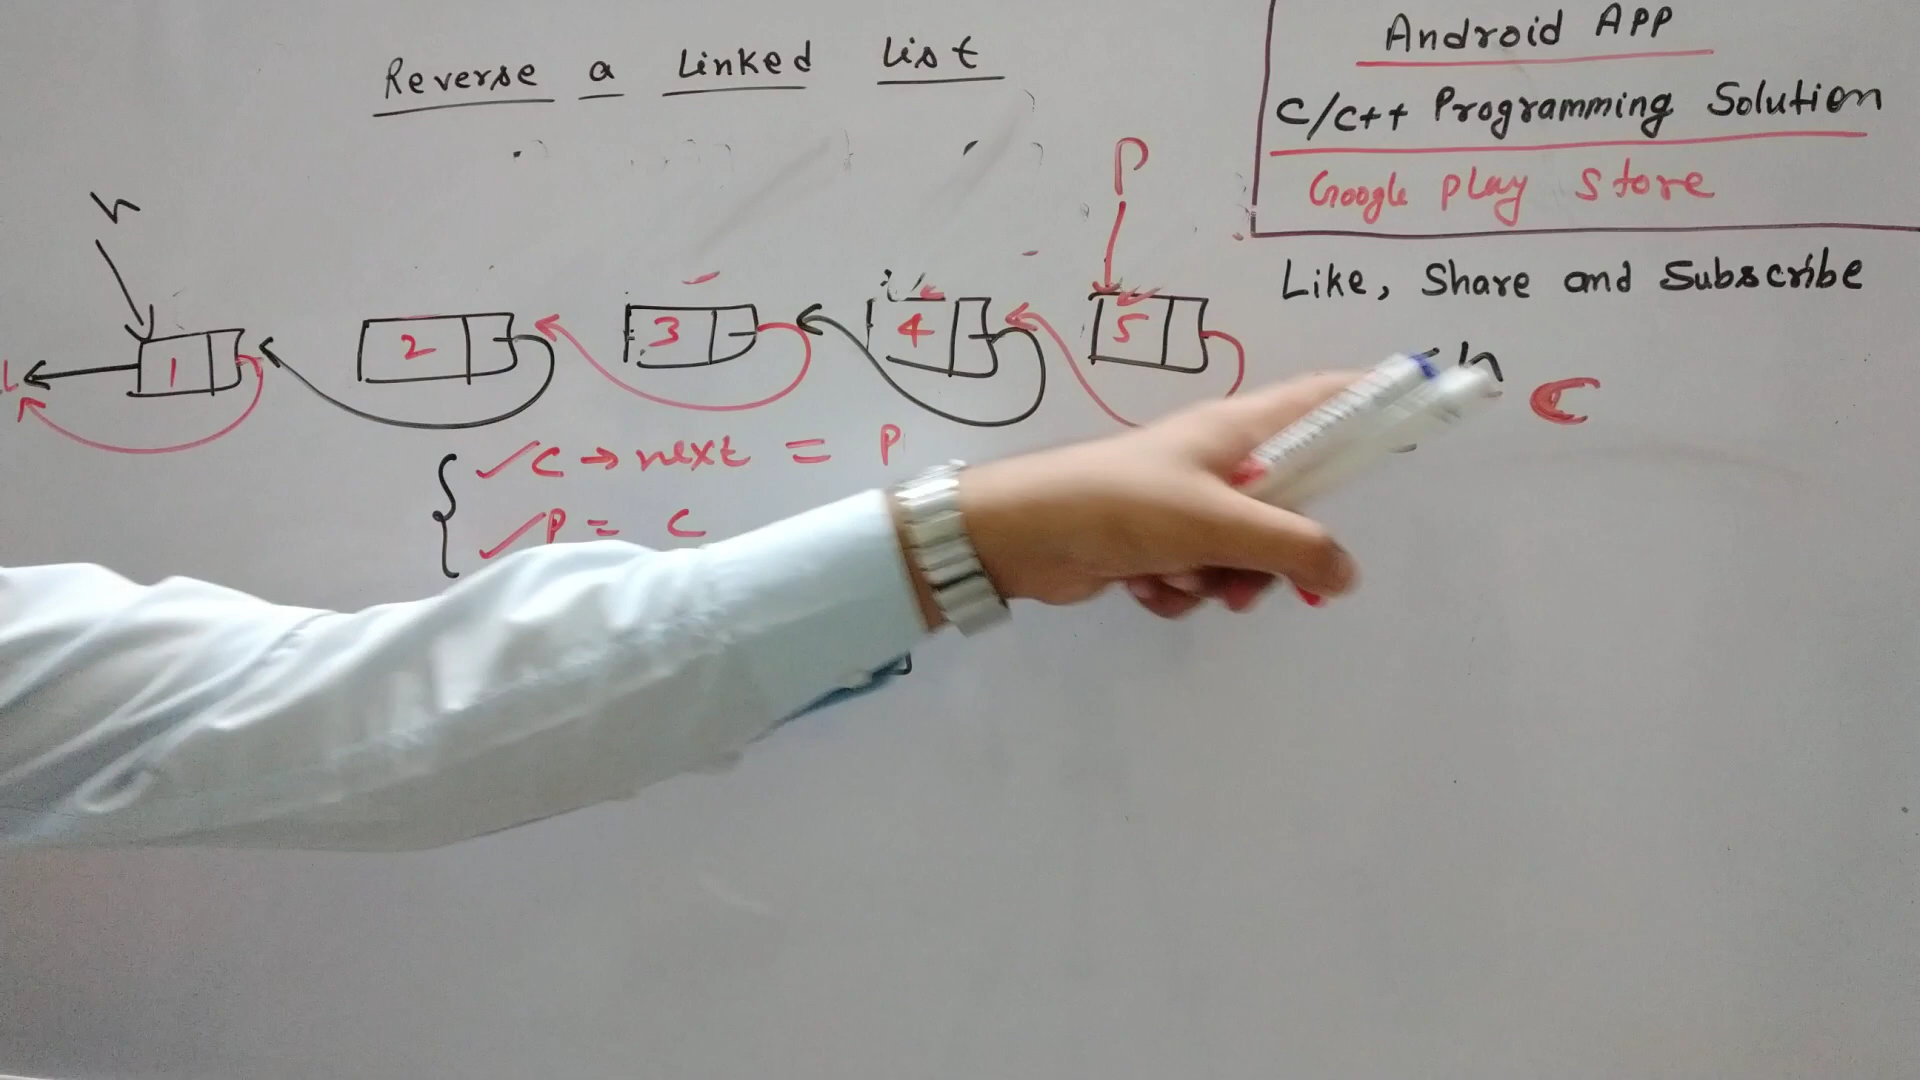 Reverse a Linked List
Android APP
C/C++ Programming Solution
Google Play Store
Like, Share and Subscribe
h
P
1 2 3 4 5
n
C
✓C → next = P
✓P = C